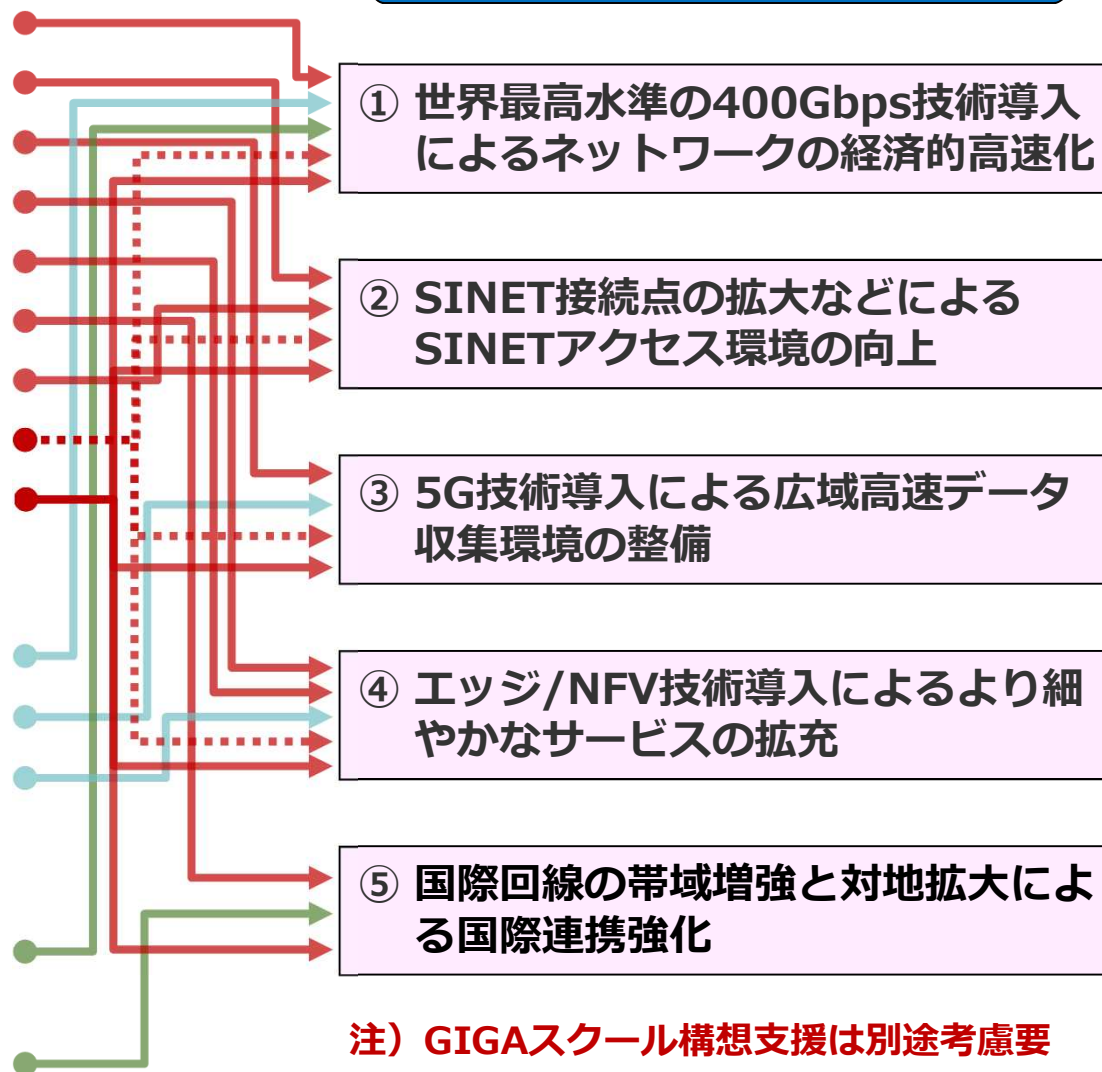 ① 世界最高水準の400Gbps技術導入
によるネットワークの経済的高速化
② SINET接続点の拡大などによる
SINETアクセス環境の向上
③ 5G技術導入による広域高速データ
収集環境の整備
④ エッジ/NFV技術導入によるより細
やかなサービスの拡充
⑤ 国際回線の帯域増強と対地拡大によ
る国際連携強化
注）GIGAスクール構想支援は別途考慮要